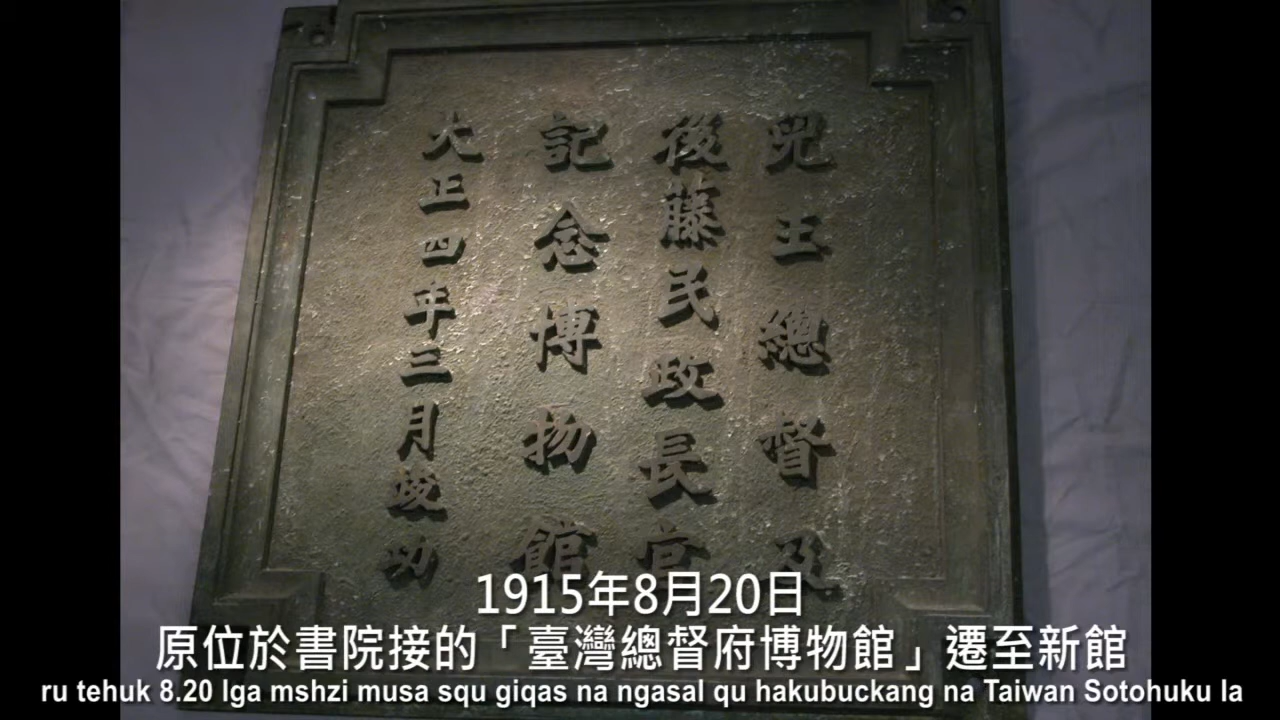 兒玉總督及
後藤民政長官
記念博物館
大正四年三月竣功
1915年8月20日
原位於書院接的「臺灣總督府博物館」遷至新館
ru tehuk 8.20 lga mshzi musa squ giqas na ngasal qu hakubuckang na Taiwan Sotohuku la